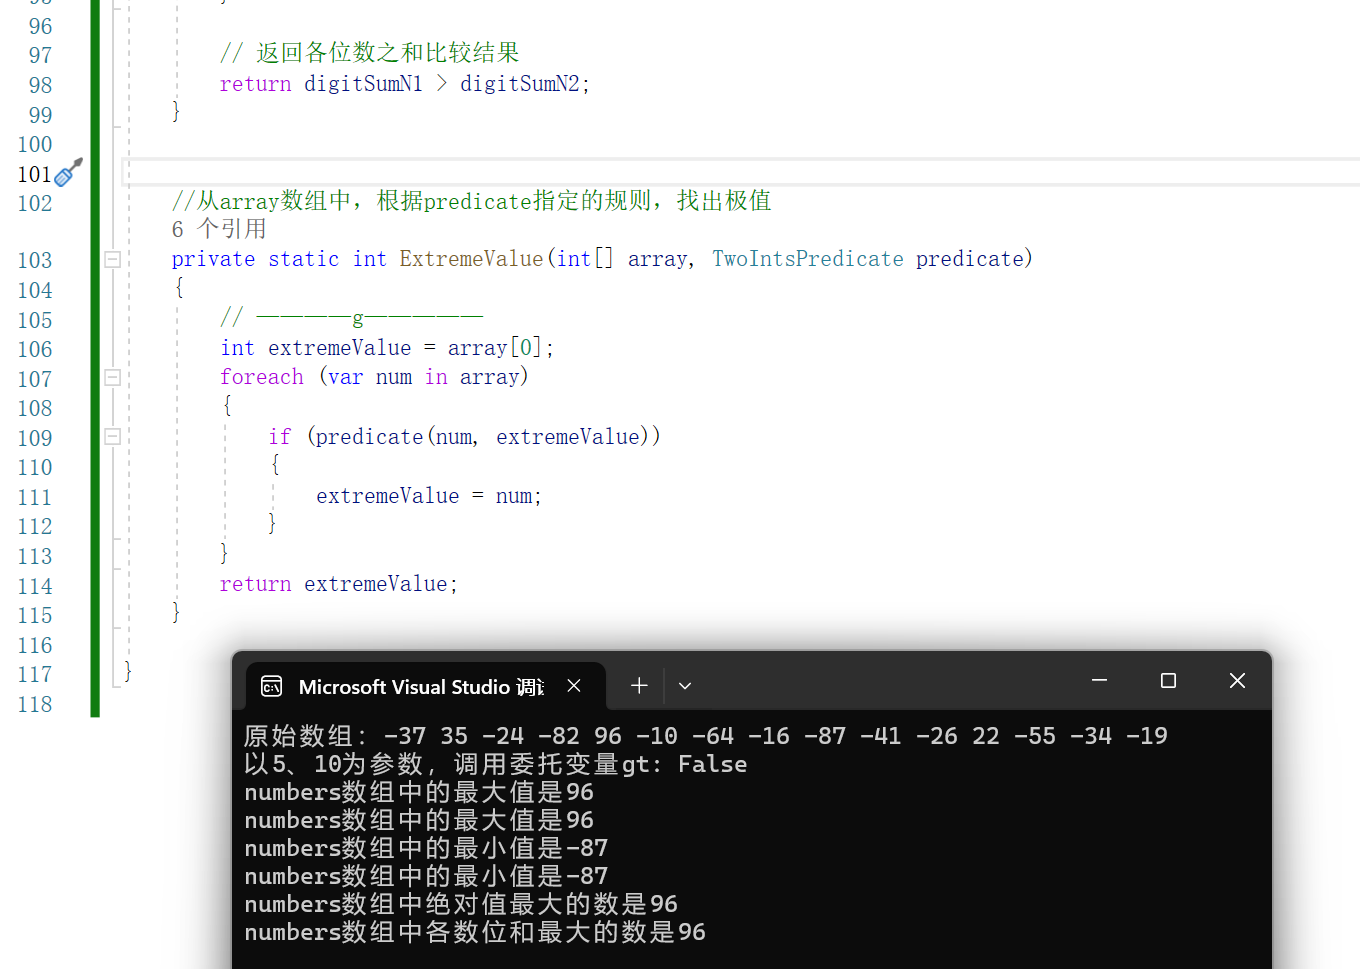 96
97 // 返回各位数之和比较结果
98 return digitSumN1 > digitSumN2;
99 }
100
101
102 //从array数组中，根据predicate指定的规则，找出极值
6 个引用
103 private static int ExtremeValue(int[] array, TwoIntsPredicate predicate)
104 {
105 // ————g—————
106 int extremeValue = array[0];
107 foreach (var num in array)
108 {
109 if (predicate(num, extremeValue))
110 {
111 extremeValue = num;
112 }
113 }
114 return extremeValue;
115 }
116
117 }
118
Microsoft Visual Studio 调试
原始数组: -37 35 -24 -82 96 -10 -64 -16 -87 -41 -26 22 -55 -34 -19
以5、10为参数，调用委托变量gt: False
numbers数组中的最大值是96
numbers数组中的最大值是96
numbers数组中的最小值是-87
numbers数组中的最小值是-87
numbers数组中绝对值最大的数是96
numbers数组中各数位和最大的数是96